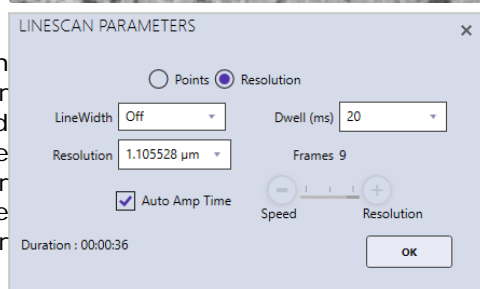 LINESCAN PARAMETERS
Points Resolution
LineWidth Off Dwell (ms) 20
Resolution 1.105528 µm Frames 9
Auto Amp Time
Speed Resolution
Duration : 00:00:36 OK